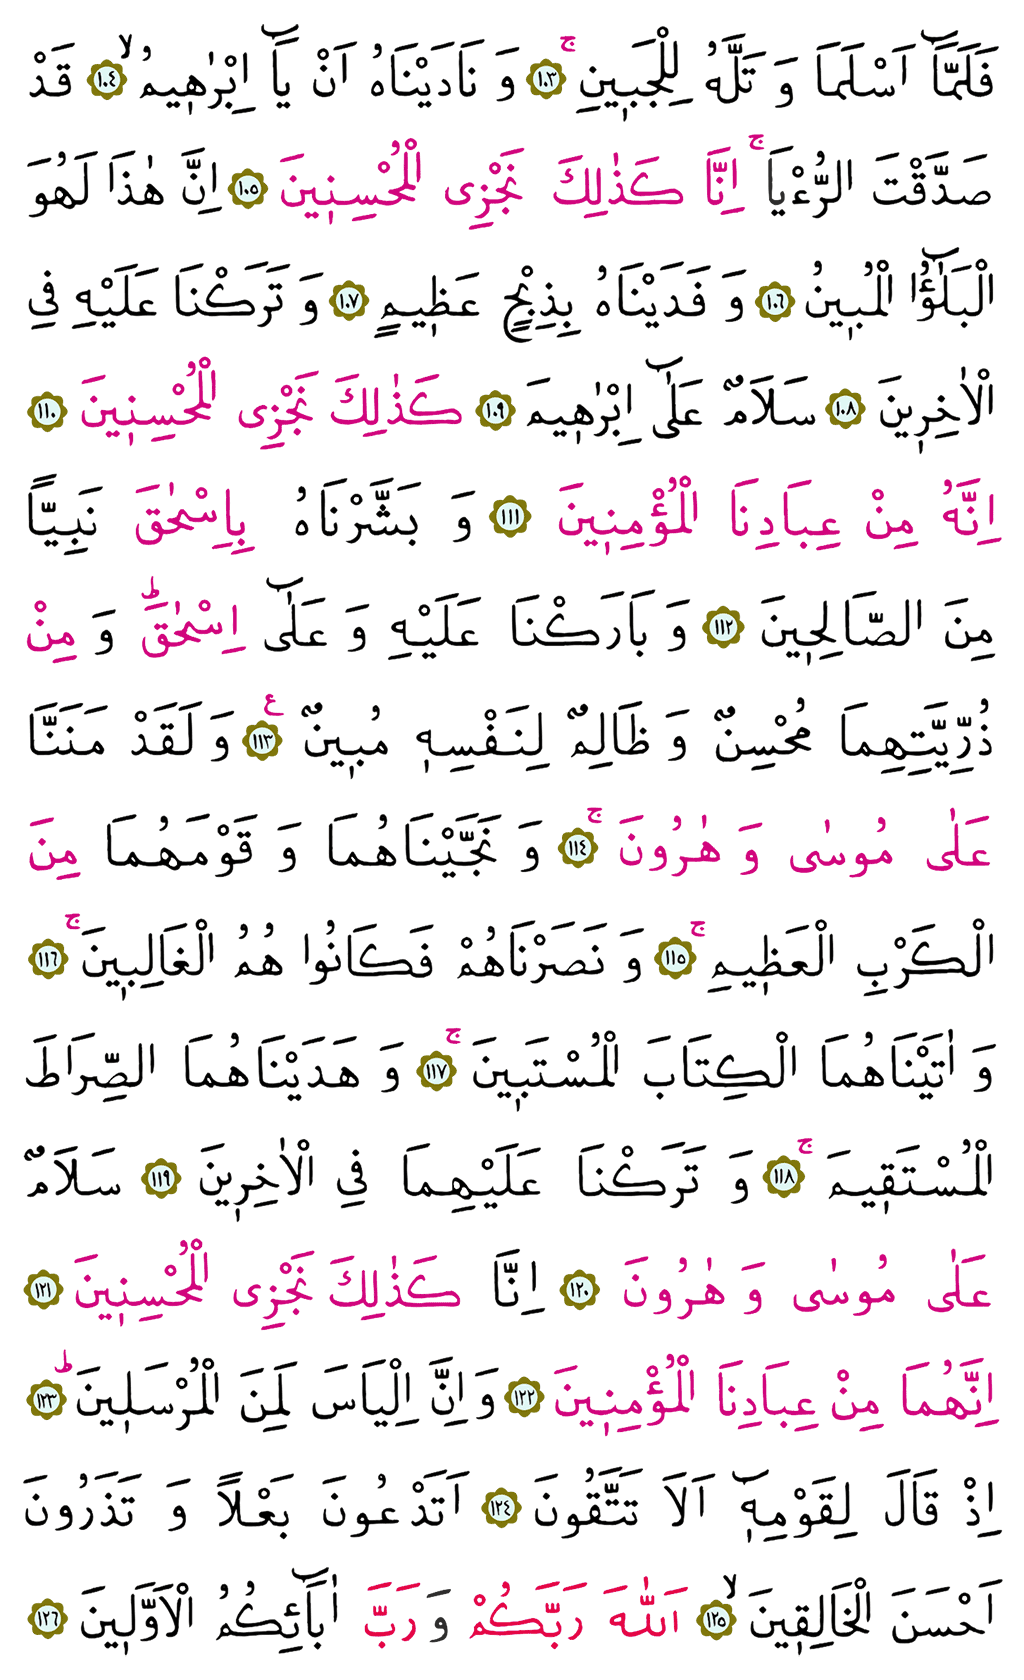 فَلَمَّٓا اَسْلَمَا وَ تَلَّهُ لِلْجَب۪ينِۚ ﴿١٠٣﴾ وَ نَادَيْنَاهُ اَنْ يَٓا اِبْرٰه۪يمُۙ ﴿١٠٤﴾ قَدْ
صَدَّقْتَ الرُّءْيَاۚ اِنَّا كَذٰلِكَ نَجْزِى الْمُحْسِن۪ينَ ﴿١٠٥﴾ اِنَّ هٰذَا لَهُوَ
الْبَلٰٓؤُ۬ا الْمُب۪ينُ ﴿١٠٦﴾ وَ فَدَيْنَاهُ بِذِبْحٍ عَظ۪يمٍ ﴿١٠٧﴾ وَ تَرَكْنَا عَلَيْهِ فِى
الْاٰخِر۪ينَ ﴿١٠٨﴾ سَلَامٌ عَلٰٓى اِبْرٰه۪يمَ ﴿١٠٩﴾ كَذٰلِكَ نَجْزِى الْمُحْسِن۪ينَ ﴿١١٠﴾
اِنَّهُ مِنْ عِبَادِنَا الْمُؤْمِن۪ينَ ﴿١١١﴾ وَ بَشَّرْنَاهُ بِاِسْحٰقَ نَبِيًّا
مِنَ الصَّالِح۪ينَ ﴿١١٢﴾ وَ بَارَكْنَا عَلَيْهِ وَ عَلٰٓى اِسْحٰقَۜ وَ مِنْ
ذُرِّيَّتِهِمَا مُحْسِنٌ وَ ظَالِمٌ لِنَفْسِه۪ مُب۪ينٌ۟ ﴿١١٣﴾ وَ لَقَدْ مَنَنَّا
عَلٰى مُوسٰى وَ هٰرُونَۚ ﴿١١٤﴾ وَ نَجَّيْنَاهُمَا وَ قَوْمَهُمَا مِنَ
الْكَرْبِ الْعَظ۪يمِۚ ﴿١١٥﴾ وَ نَصَرْنَاهُمْ فَكَانُوا هُمُ الْغَالِب۪ينَۚ ﴿١١٦﴾
وَ اٰتَيْنَاهُمَا الْكِتَابَ الْمُسْتَب۪ينَۚ ﴿١١٧﴾ وَ هَدَيْنَاهُمَا الصِّرَاطَ
الْمُسْتَق۪يمَۚ ﴿١١٨﴾ وَ تَرَكْنَا عَلَيْهِمَا فِى الْاٰخِر۪ينَ ﴿١١٩﴾ سَلَامٌ
عَلٰى مُوسٰى وَ هٰرُونَ ﴿١٢٠﴾ اِنَّا كَذٰلِكَ نَجْزِى الْمُحْسِن۪ينَ ﴿١٢١﴾
اِنَّهُمَا مِنْ عِبَادِنَا الْمُؤْمِن۪ينَ ﴿١٢٢﴾ وَ اِنَّ اِلْيَاسَ لَمِنَ الْمُرْسَل۪ينَۜ ﴿١٢٣﴾
اِذْ قَالَ لِقَوْمِه۪ٓ اَلَا تَتَّقُونَ ﴿١٢٤﴾ اَتَدْعُونَ بَعْلًا وَ تَذَرُونَ
اَحْسَنَ الْخَالِق۪ينَۙ ﴿١٢٥﴾ اَللّٰهَ رَبَّكُمْ وَ رَبَّ اٰبَٓائِكُمُ الْاَوَّل۪ينَ ﴿١٢٦﴾